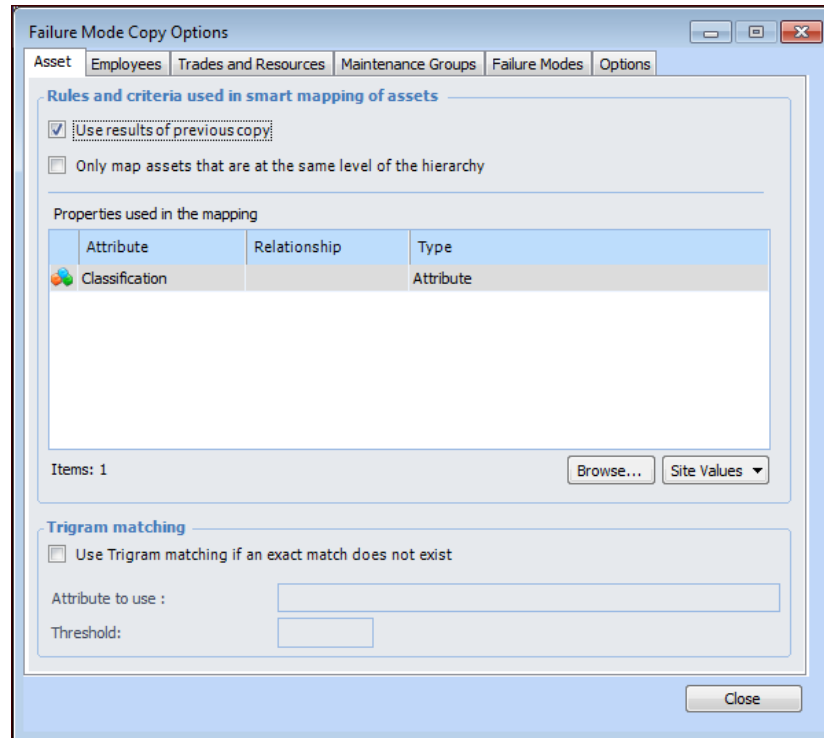 Failure Mode Copy Options
Asset Employees Trades and Resources Maintenance Groups Failure Modes Options
Rules and criteria used in smart mapping of assets
Use results of previous copy
Only map assets that are at the same level of the hierarchy
Properties used in the mapping
Attribute Relationship Type
Classification Attribute
Items: 1 Browse... Site Values
Trigram matching
Use Trigram matching if an exact match does not exist
Attribute to use :
Threshold:
Close